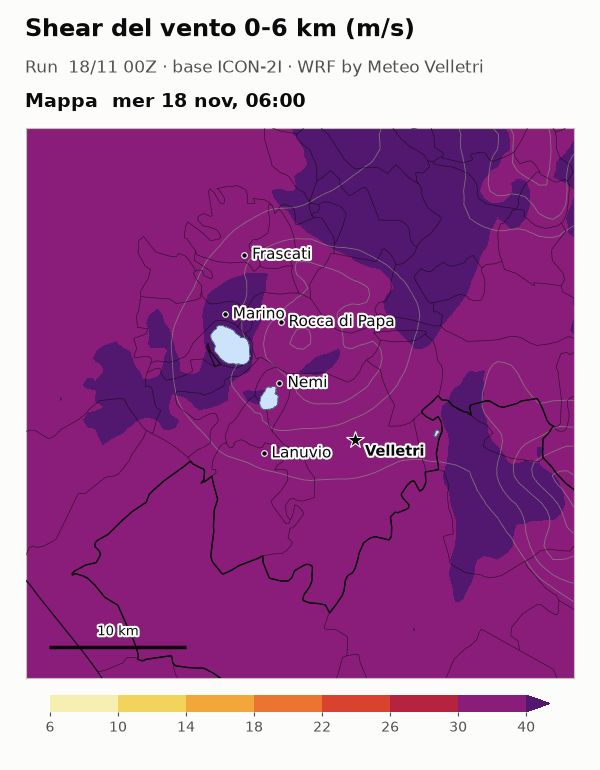 Shear del vento 0-6 km (m/s)
Run  18/11 00Z · base ICON-2I · WRF by Meteo Velletri
Mappa  mer 18 nov, 06:00
Frascati
Marino
Rocca di Papa
Nemi
Velletri
Lanuvio
10 km
6 10 14 18 22 26 30 40